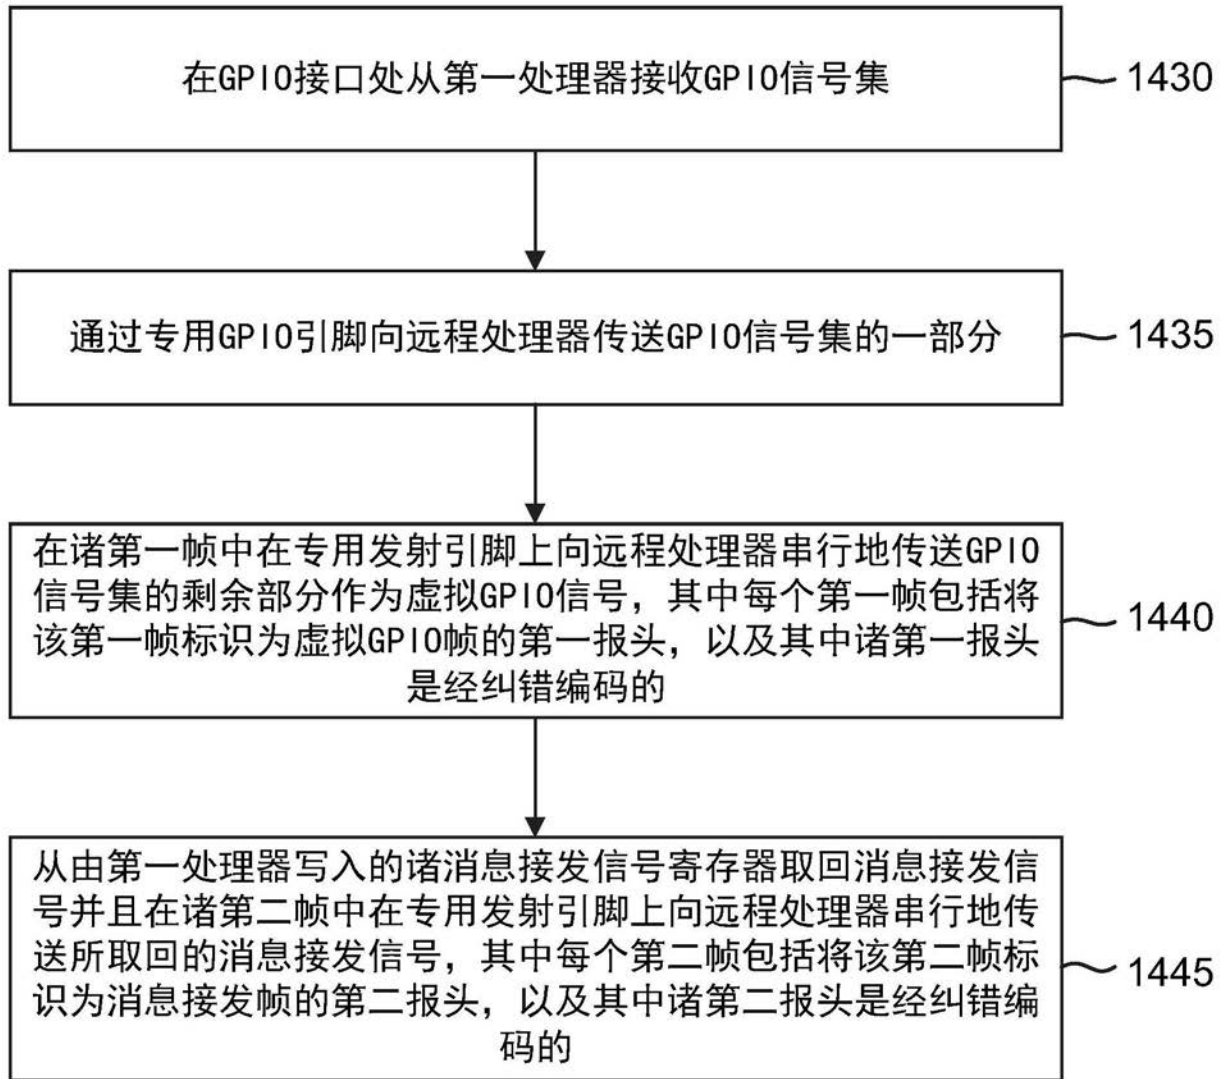 在GPIO接口处从第一处理器接收GPIO信号集
1430
通过专用GPIO引脚向远程处理器传送GPIO信号集的一部分
1435
在诸第一帧中在专用发射引脚上向远程处理器串行地传送GPIO
信号集的剩余部分作为虚拟GPIO信号，其中每个第一帧包括将
该第一帧标识为虚拟GPIO帧的第一报头，以及其中诸第一报头
是经纠错编码的
1440
从由第一处理器写入的诸消息接发信号寄存器取回消息接发信
号并且在诸第二帧中在专用发射引脚上向远程处理器串行地传
送所取回的消息接发信号，其中每个第二帧包括将该第二帧标
识为消息接发帧的第二报头，以及其中诸第二报头是经纠错编
码的
1445